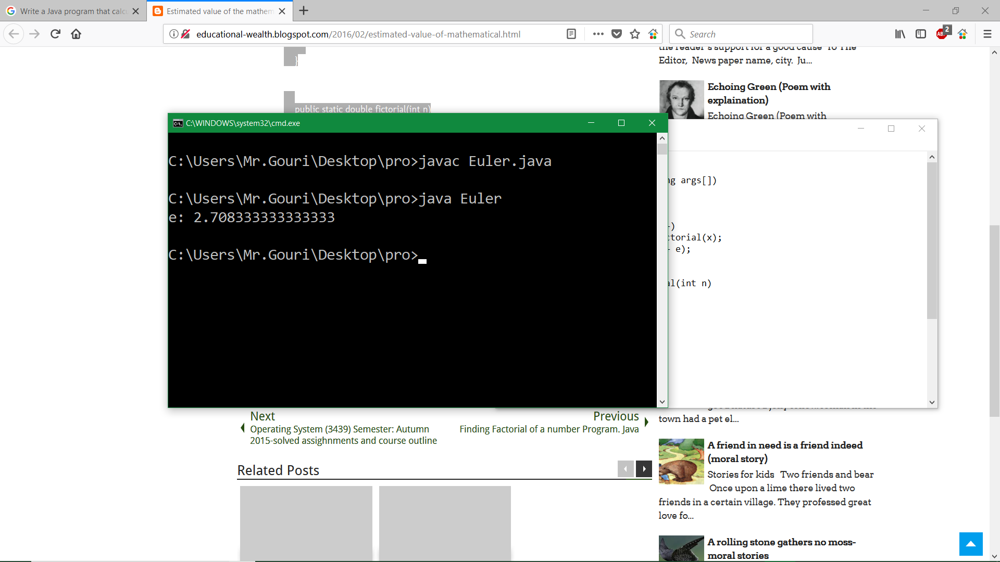 Write a Java program that calc
Estimated value of the mathem
educational-wealth.blogspot.com/2016/02/estimated-value-of-mathematical.html
Search
ABP
2
}
public static double fictorial(int n)
C:\WINDOWS\system32\cmd.exe
C:\Users\Mr.Gouri\Desktop\pro>javac Euler.java
C:\Users\Mr.Gouri\Desktop\pro>java Euler
e: 2.708333333333333
C:\Users\Mr.Gouri\Desktop\pro>
ng args[])
)
ctorial(x);
e);
al(int n)
the reader's support for a good cause To The
Editor, News paper name, city. Ju...
Echoing Green (Poem with
explaination)
Echoing Green (Poem with
town had a pet el...
A friend in need is a friend indeed
(moral story)
Stories for kids Two friends and bear
Once upon a lime there lived two
friends in a certain village. They professed great
love fo...
A rolling stone gathers no moss-
moral stories
Next
Operating System (3439) Semester: Autumn
2015-solved assighnments and course outline
Previous
Finding Factorial of a number Program. Java
Related Posts